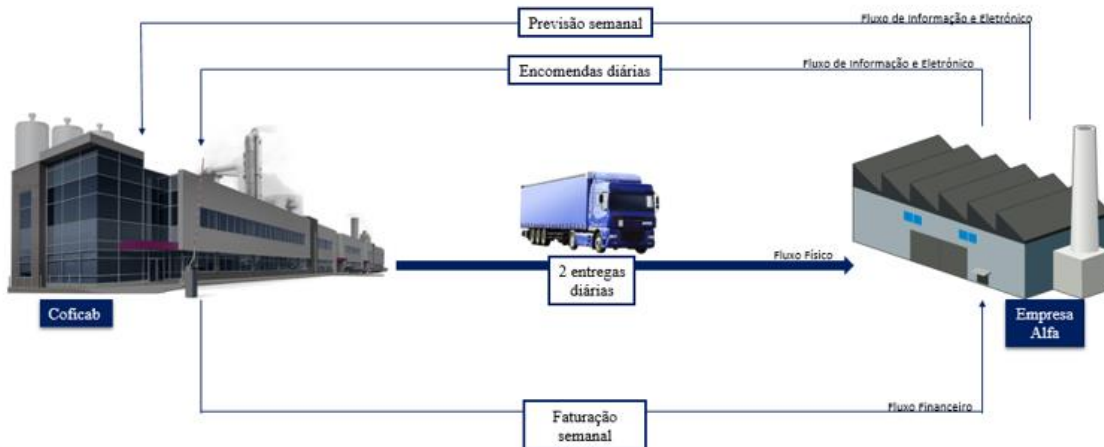 Previsão semanal
Fluxo de Informação e Eletrónico
Encomendas diárias
Fluxo de Informação e Eletrónico
Fluxo Físico
2 entregas
diárias
Coficab
Empresa
Alfa
Fluxo Financeiro
Faturação
semanal